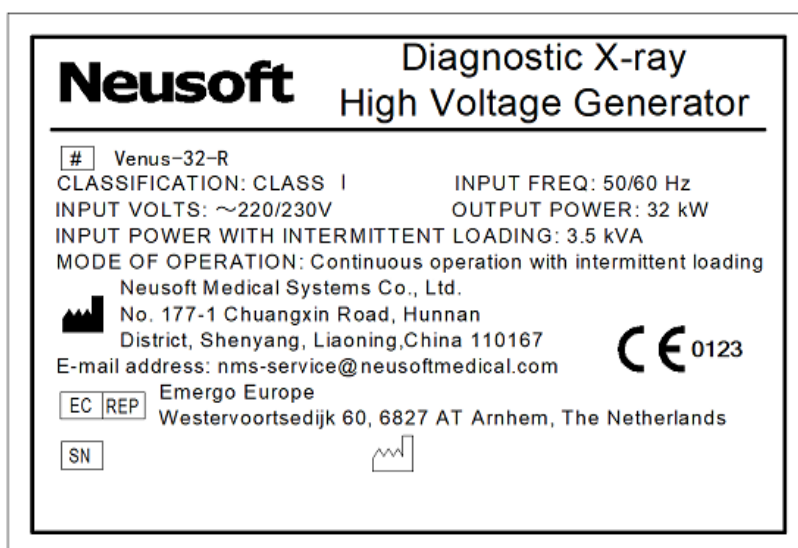 Neusoft
Diagnostic X-ray
High Voltage Generator
# Venus-32-R
CLASSIFICATION: CLASS I INPUT FREQ: 50/60 Hz
INPUT VOLTS: ～220/230V OUTPUT POWER: 32 kW
INPUT POWER WITH INTERMITTENT LOADING: 3.5 kVA
MODE OF OPERATION: Continuous operation with intermittent loading
Neusoft Medical Systems Co., Ltd.
No. 177-1 Chuangxin Road, Hunnan
District, Shenyang, Liaoning,China 110167
CE 0123
E-mail address: nms-service@neusoftmedical.com
EC REP Emergo Europe
Westervoortsedijk 60, 6827 AT Arnhem, The Netherlands
SN